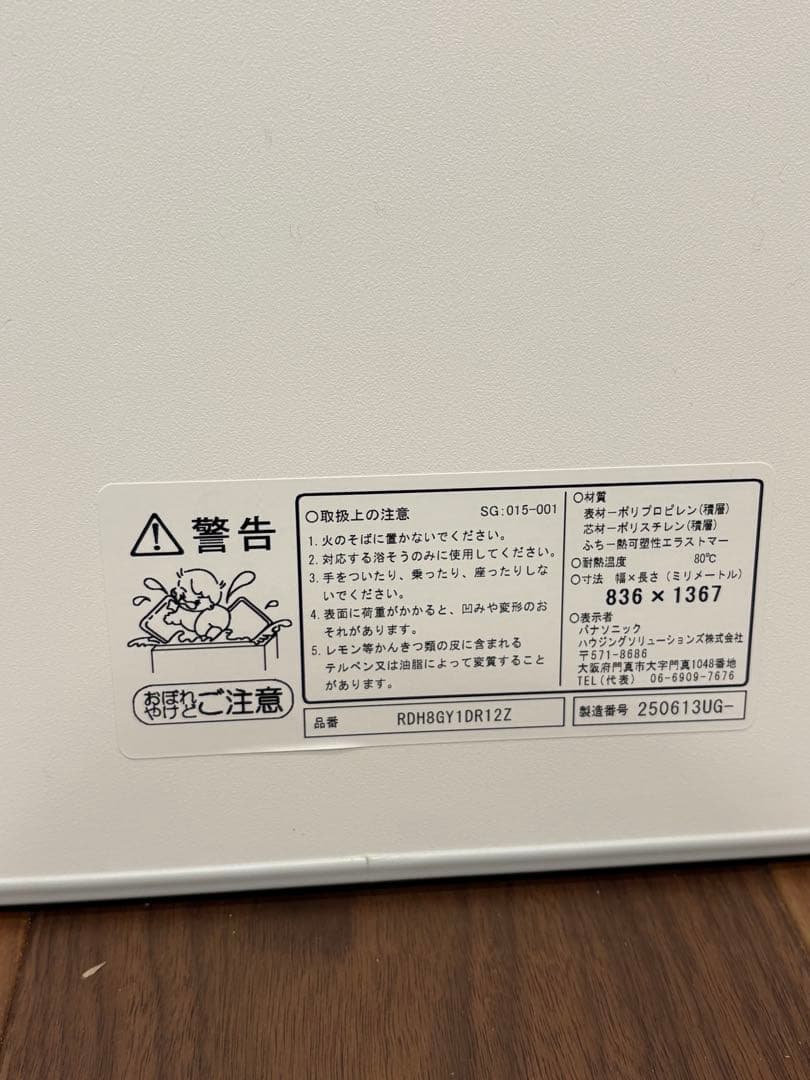 警告
おぼれ
やけど
ご注意
○取扱上の注意 SG:015-001
1.火のそばに置かないでください。
2.対応する浴そうのみに使用してください。
3.手をついたり、乗ったり、座ったりしな
いでください。
4.表面に荷重がかかると、凹みや変形のお
それがあります。
5.レモン等かんきつ類の皮に含まれる
テルペン又は油脂によって変質すること
があります。
○材質
表材ーポリプロピレン(積層)
芯材ーポリスチレン(積層)
ふちー熱可塑性エラストマー
○耐熱温度 80℃
○寸法 幅×長さ(ミリメートル)
836 × 1367
○表示者
パナソニック
ハウジングソリューションズ株式会社
〒571-8686
大阪府門真市大字門真1048番地
TEL(代表) 06-6909-7676
品番 RDH8GY1DR12Z
製造番号 250613UG-